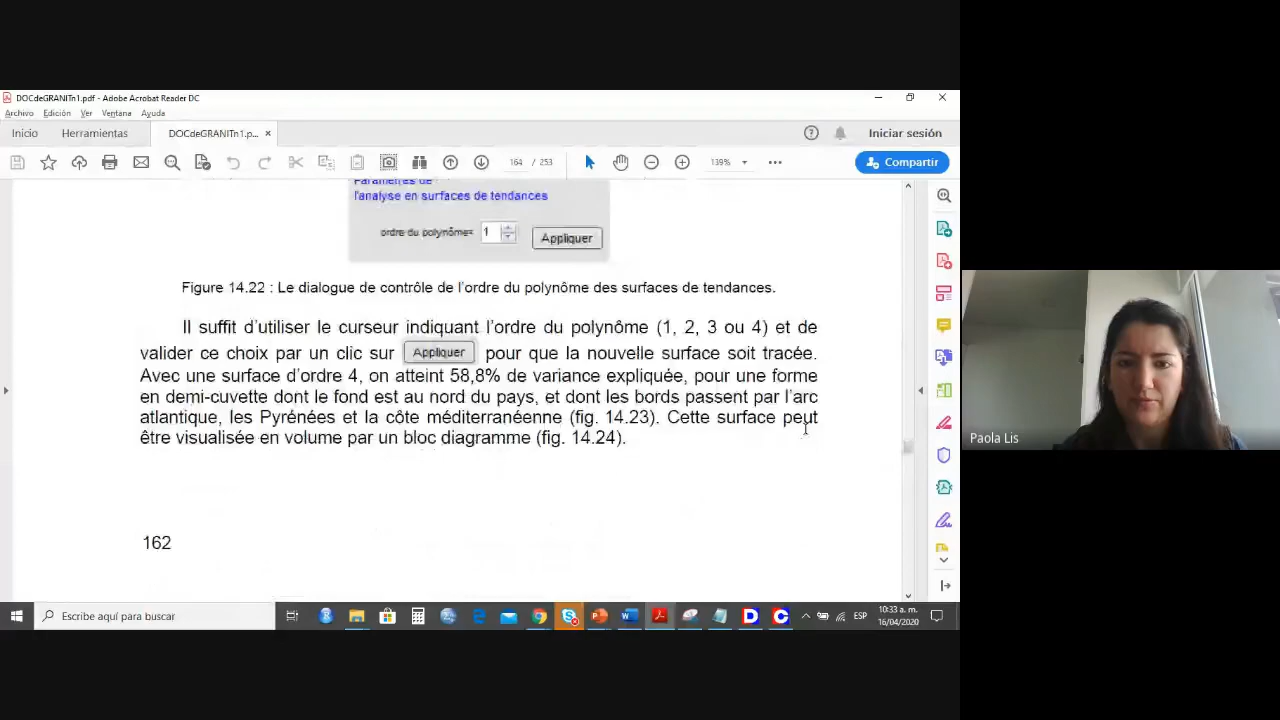 DOCdeGRANITn1.pdf - Adobe Acrobat Reader DC
Archivo Edición Ver Ventana Ayuda
Inicio Herramientas DOCdeGRANITn1.p... × Iniciar sesión
164 / 253 139% Compartir
Paramètres de
l'analyse en surfaces de tendances
ordre du polynôme= 1 Appliquer
Figure 14.22 : Le dialogue de contrôle de l'ordre du polynôme des surfaces de tendances.
Il suffit d'utiliser le curseur indiquant l'ordre du polynôme (1, 2, 3 ou 4) et de
valider ce choix par un clic sur Appliquer pour que la nouvelle surface soit tracée.
Avec une surface d'ordre 4, on atteint 58,8% de variance expliquée, pour une forme
en demi-cuvette dont le fond est au nord du pays, et dont les bords passent par l'arc
atlantique, les Pyrénées et la côte méditerranéenne (fig. 14.23). Cette surface peut
être visualisée en volume par un bloc diagramme (fig. 14.24).
162
Paola Lis
Escribe aquí para buscar
ESP
10:33 a. m.
16/04/2020